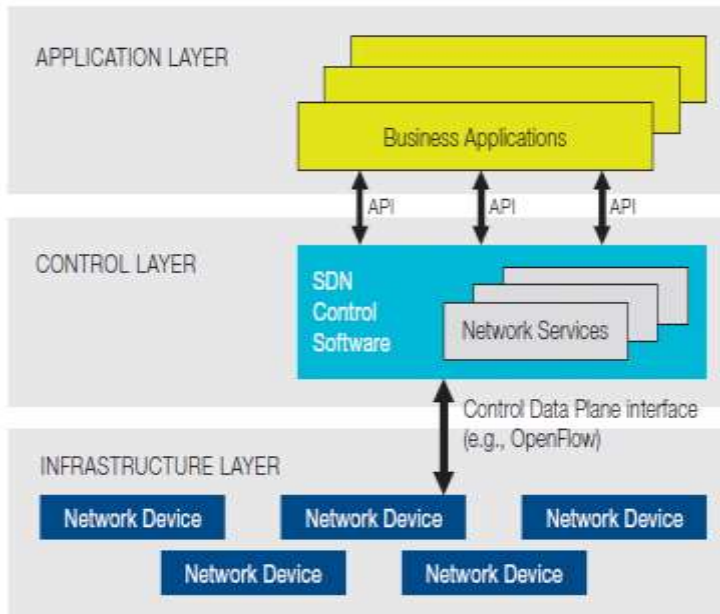 APPLICATION LAYER
Business Applications
API
API
API
CONTROL LAYER
SDN
Control
Software
Network Services
Control Data Plane interface
(e.g., OpenFlow)
INFRASTRUCTURE LAYER
Network Device
Network Device
Network Device
Network Device
Network Device